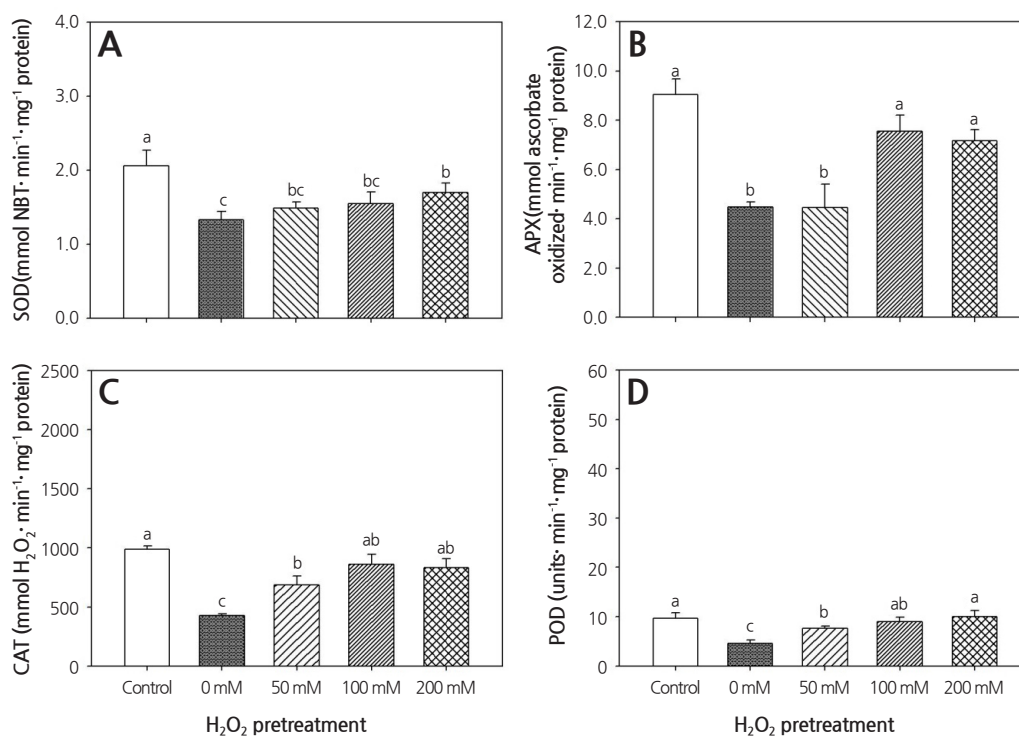 A
SOD(mmol NBT· min⁻¹· mg⁻¹ protein)
4.0
3.0
2.0
1.0
0.0
a
c
bc
bc
b
B
APX(mmol ascorbate
oxidized· min⁻¹· mg⁻¹ protein)
12.0
10.0
8.0
6.0
4.0
2.0
0.0
a
b
b
a
a
C
CAT (mmol H₂O₂· min⁻¹· mg⁻¹ protein)
2500
2000
1500
1000
500
0
a
c
b
ab
ab
Control 0 mM 50 mM 100 mM 200 mM
H₂O₂ pretreatment
D
POD (units· min⁻¹· mg⁻¹ protein)
60
50
40
30
20
10
0
a
c
b
ab
a
Control 0 mM 50 mM 100 mM 200 mM
H₂O₂ pretreatment